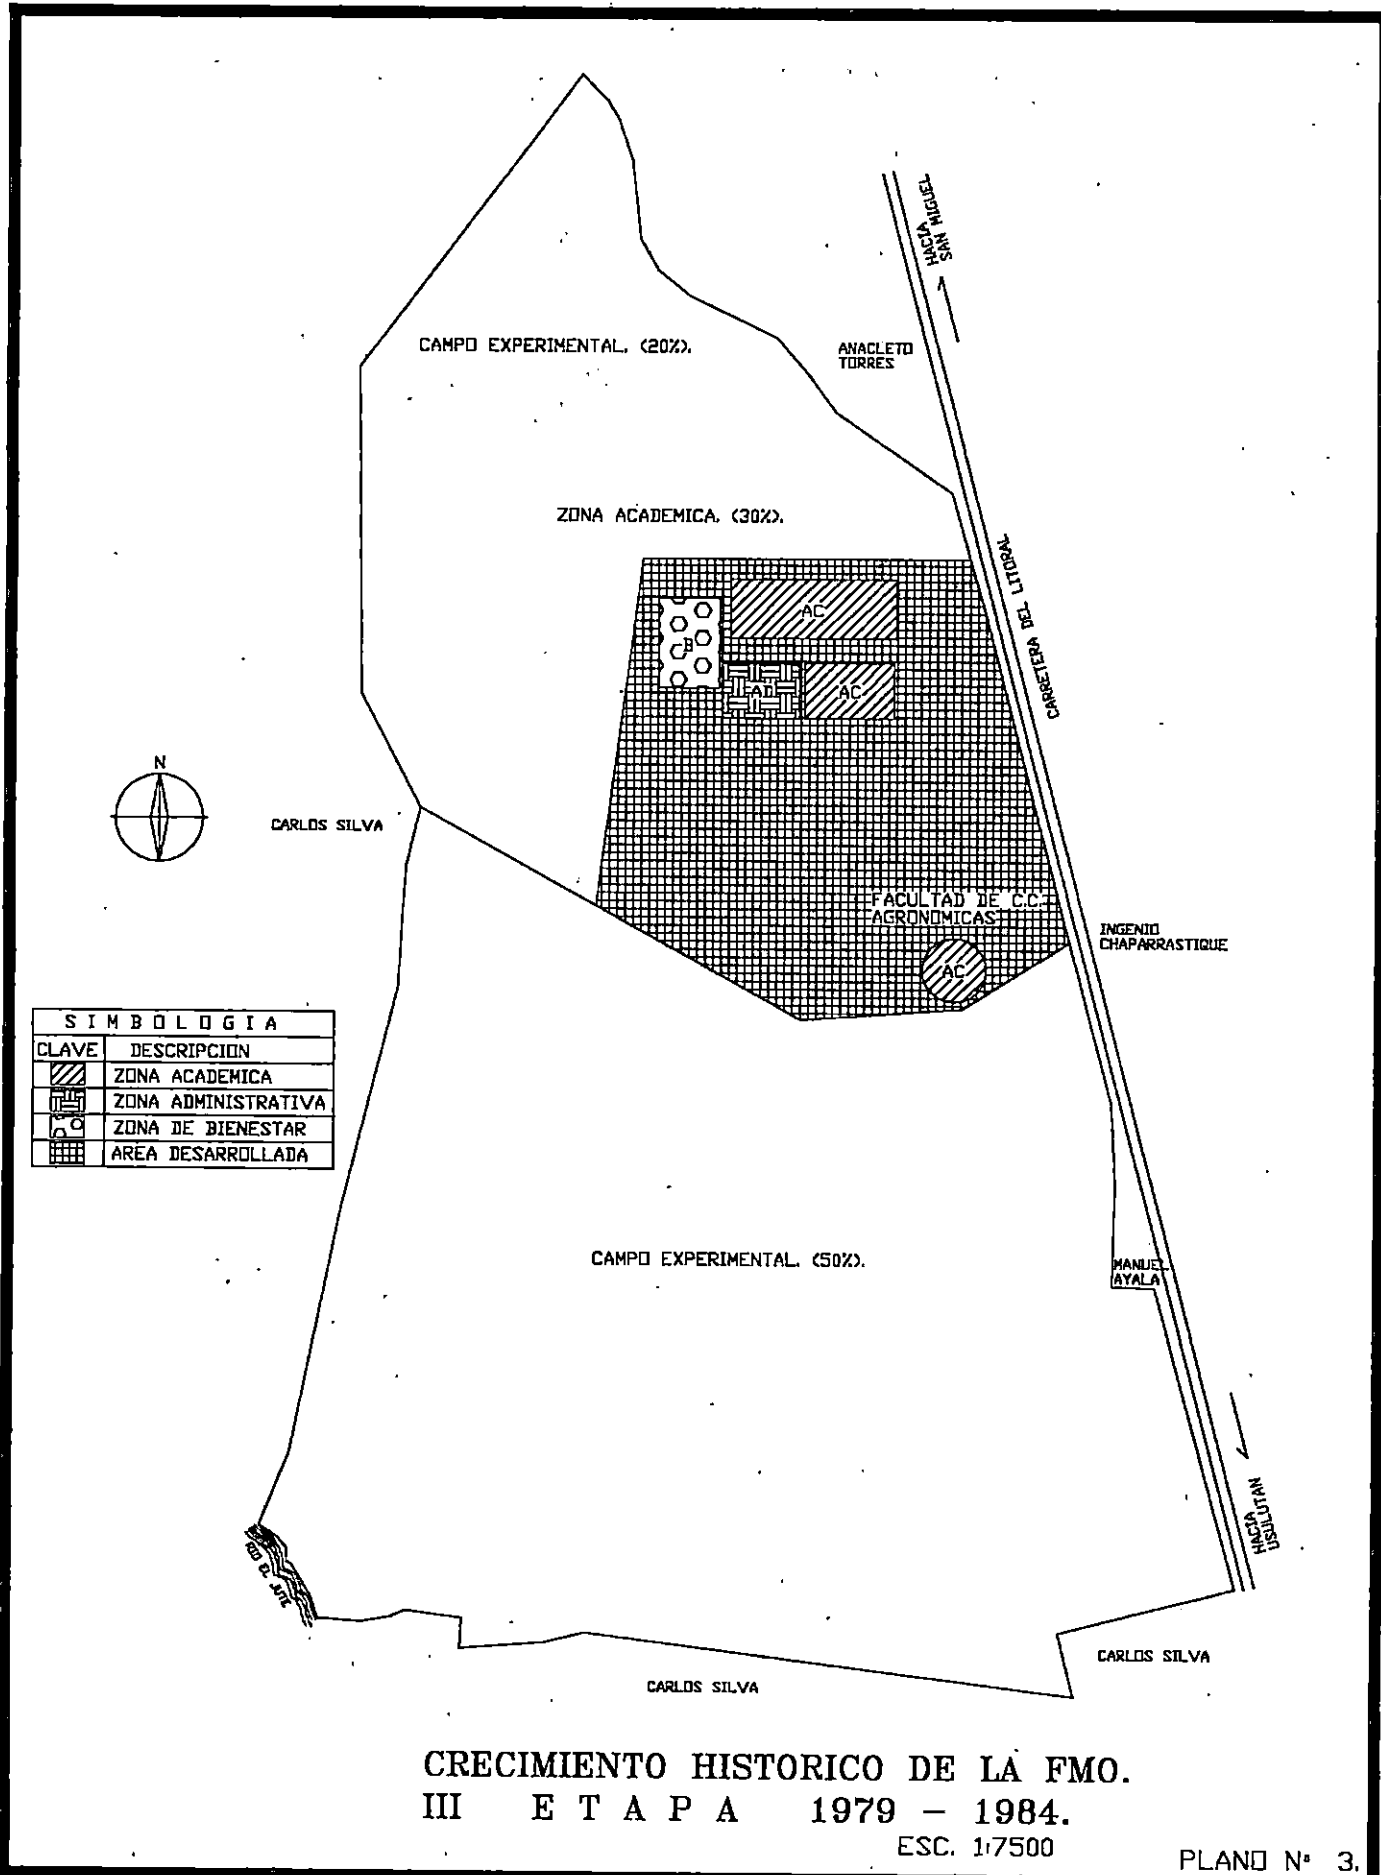 HACIA
SAN MIGUEL
CAMPO EXPERIMENTAL. (20%).
ANACLETO
TORRES
ZONA ACADEMICA. (30%).
CARRETERA DEL LITORAL
AC
B
AD
AC
N
CARLOS SILVA
FACULTAD DE C.C.
AGRONOMICAS
AC
INGENIO
CHAPARRASTIQUE
SIMBOLOGIA
CLAVE DESCRIPCION
ZONA ACADEMICA
ZONA ADMINISTRATIVA
ZONA DE BIENESTAR
AREA DESARROLLADA
CAMPO EXPERIMENTAL. (50%).
MANUEL
AYALA
HACIA
USULUTAN
RIO EL JUTE
CARLOS SILVA
CARLOS SILVA
CRECIMIENTO HISTORICO DE LA FMO.
III ETAPA 1979 - 1984.
ESC. 1:7500
PLANO Nº 3.